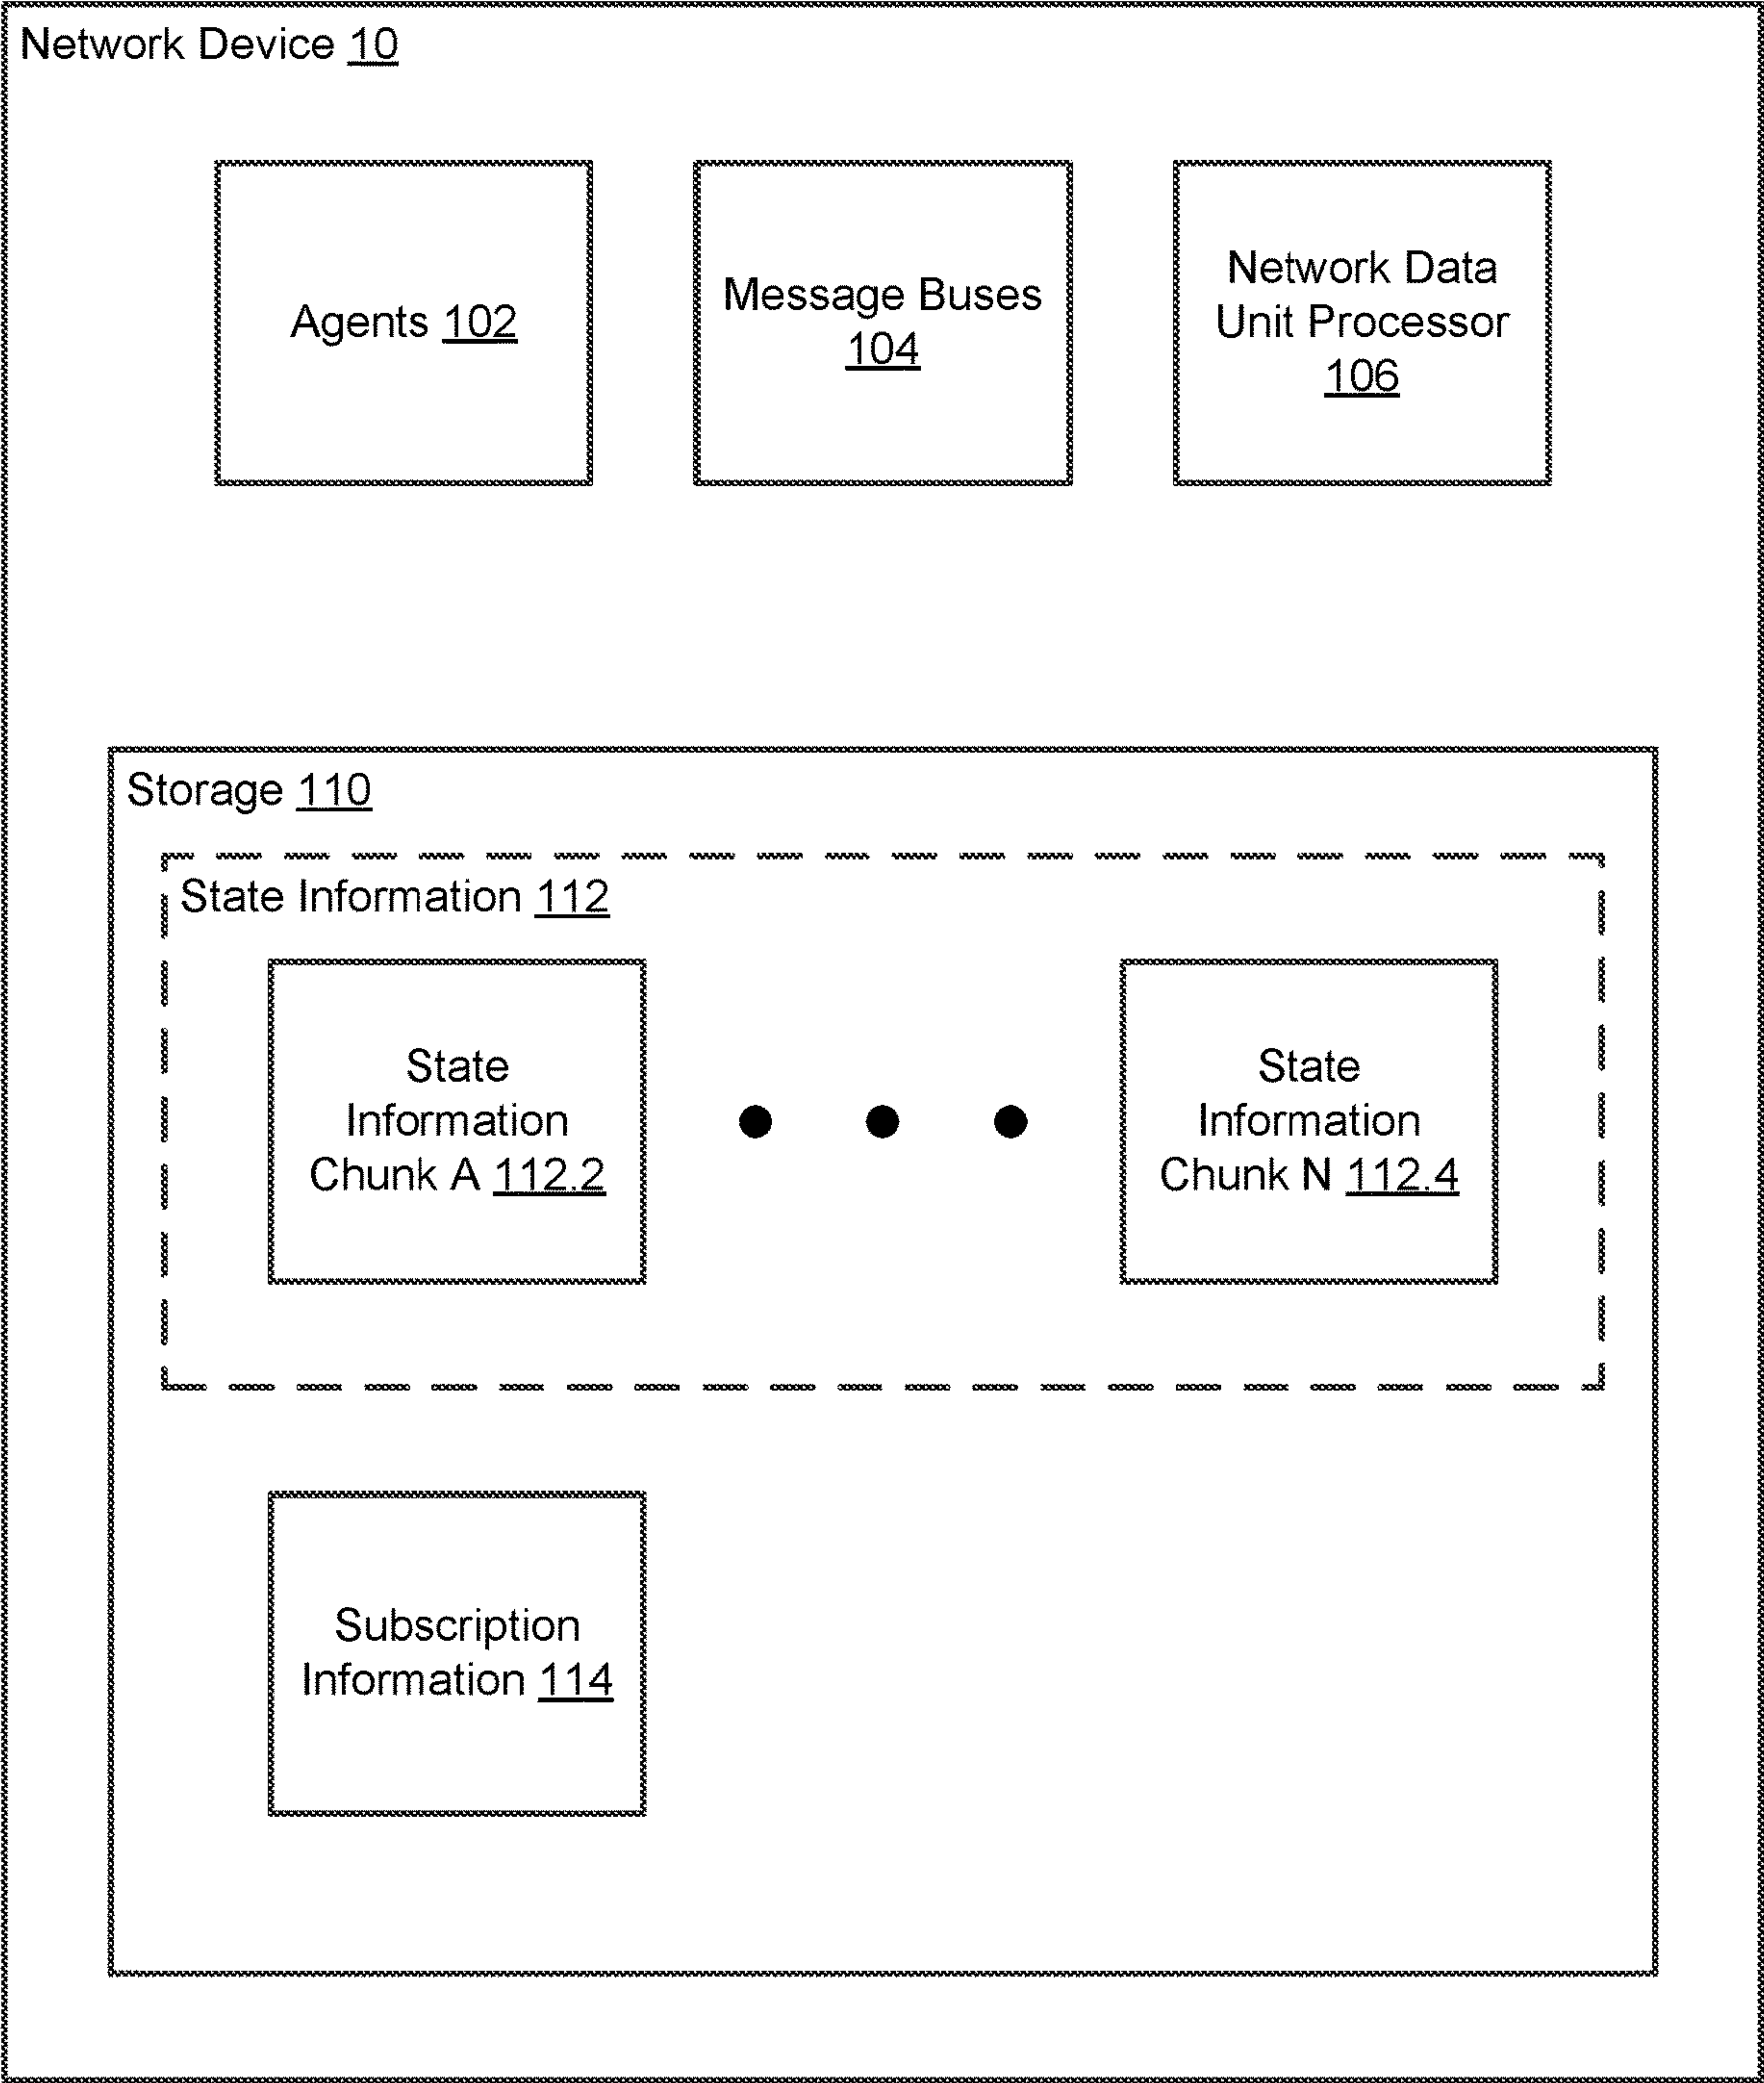 Network Device 10
Agents 102
Message Buses
104
Network Data
Unit Processor
106
Storage 110
State Information 112
State
Information
Chunk A 112.2
State
Information
Chunk N 112.4
Subscription
Information 114